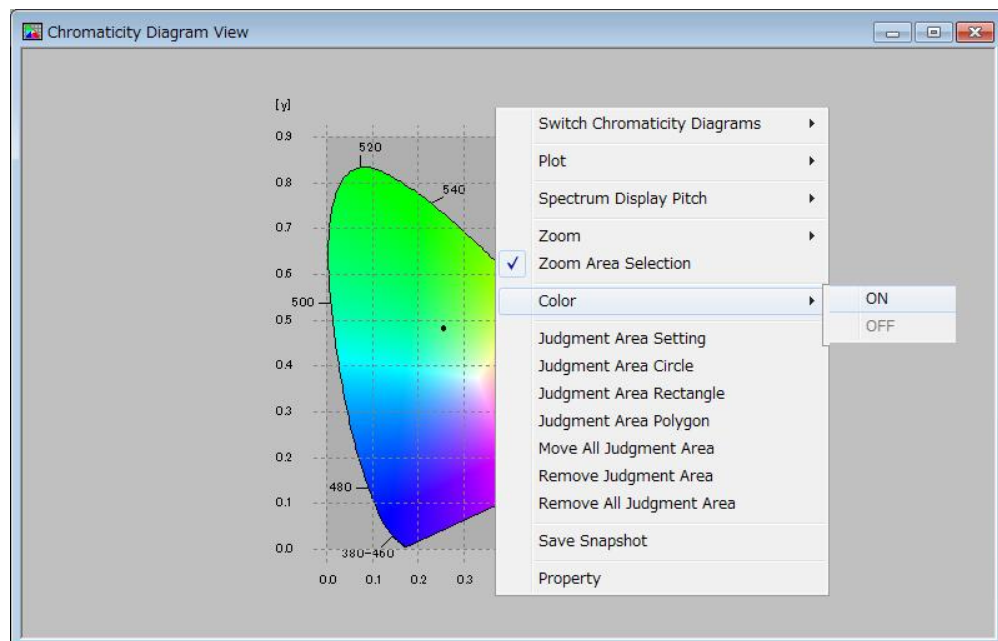 Chromaticity Diagram View
[y]
0.9
520
0.8
540
0.7
0.6
500
0.5
0.4
0.3
0.2
480
0.1
0.0
380-460
0.0 0.1 0.2 0.3
Switch Chromaticity Diagrams
Plot
Spectrum Display Pitch
Zoom
Zoom Area Selection
Color
ON
OFF
Judgment Area Setting
Judgment Area Circle
Judgment Area Rectangle
Judgment Area Polygon
Move All Judgment Area
Remove Judgment Area
Remove All Judgment Area
Save Snapshot
Property